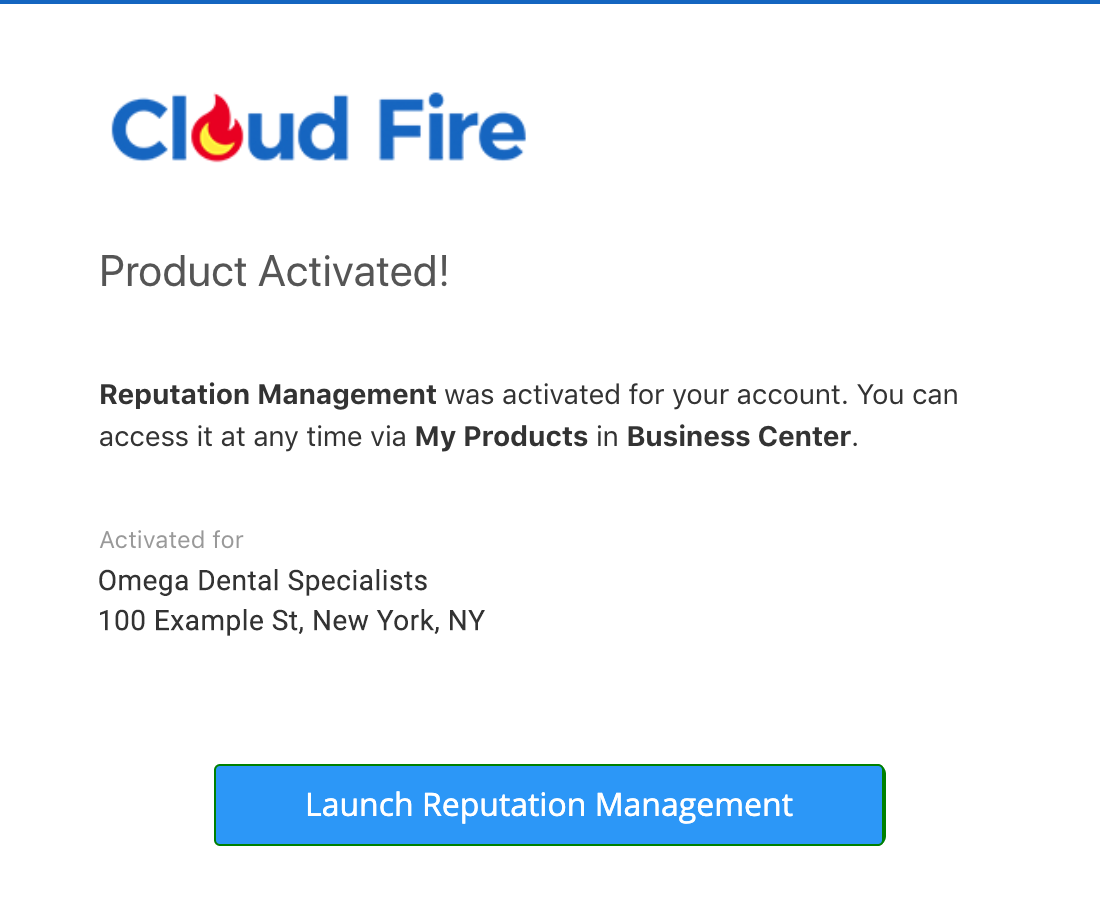 Cloud Fire
Product Activated!
Reputation Management was activated for your account. You can
access it at any time via My Products in Business Center.
Activated for
Omega Dental Specialists
100 Example St, New York, NY
Launch Reputation Management